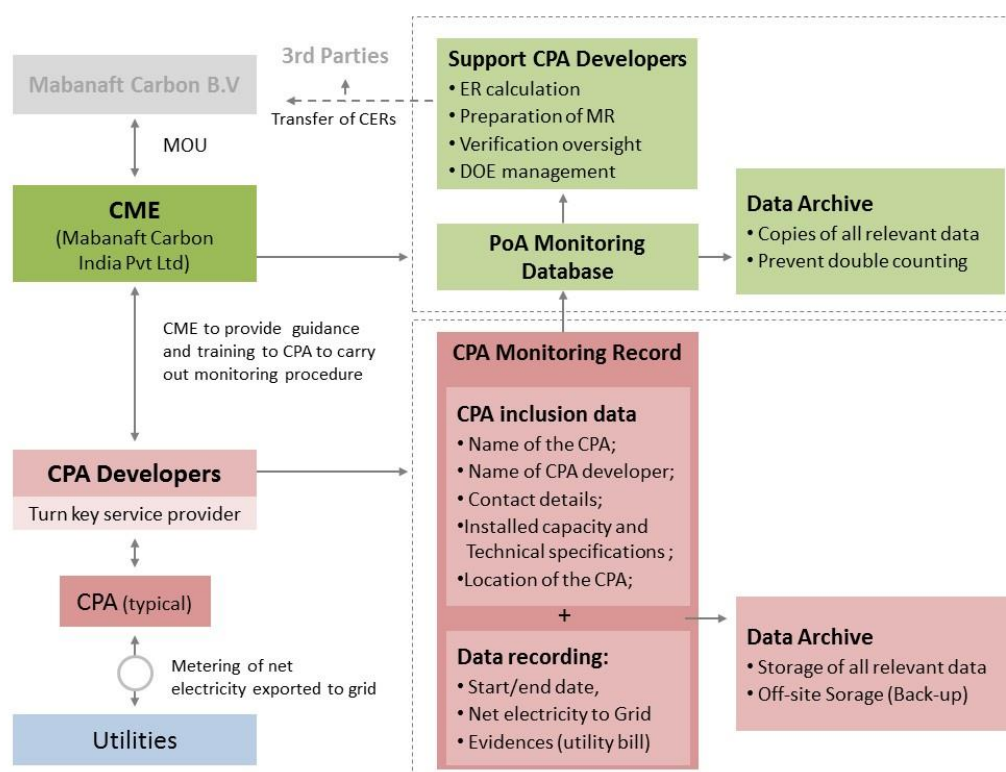 Mabanaft Carbon B.V
3rd Parties
Transfer of CERs
MOU
CME
(Mabanaft Carbon
India Pvt Ltd)
CME to provide guidance
and training to CPA to carry
out monitoring procedure
CPA Developers
Turn key service provider
CPA (typical)
Metering of net
electricity exported to grid
Utilities
Support CPA Developers
• ER calculation
• Preparation of MR
• Verification oversight
• DOE management
PoA Monitoring
Database
Data Archive
• Copies of all relevant data
• Prevent double counting
CPA Monitoring Record
CPA inclusion data
• Name of the CPA;
• Name of CPA developer;
• Contact details;
• Installed capacity and
Technical specifications ;
• Location of the CPA;
+
Data recording:
• Start/end date,
• Net electricity to Grid
• Evidences (utility bill)
Data Archive
• Storage of all relevant data
• Off-site Sorage (Back-up)